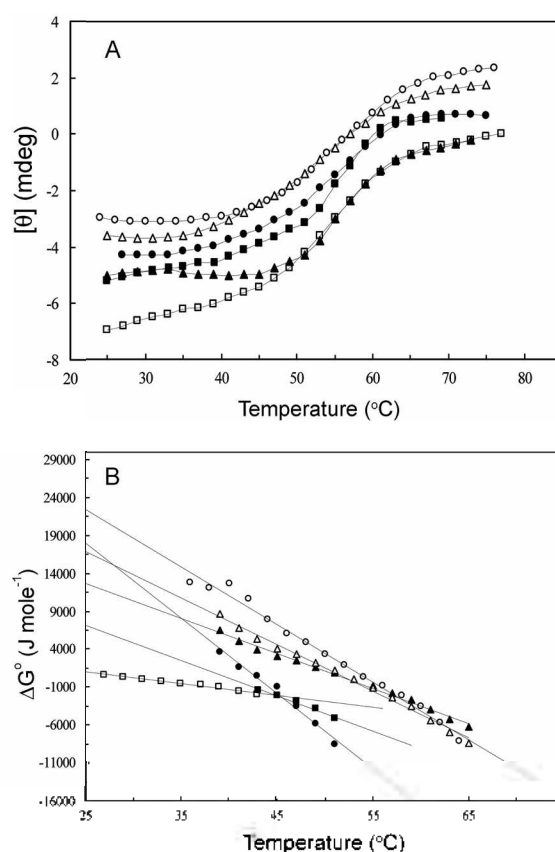 A
[θ] (mdeg)
4
2
0
-2
-4
-6
-8
20 30 40 50 60 70 80
Temperature (°C)
B
ΔG° (J mole⁻¹)
29000
24000
19000
14000
9000
4000
-1000
-6000
-11000
-16000
25 35 45 55 65
Temperature (°C)